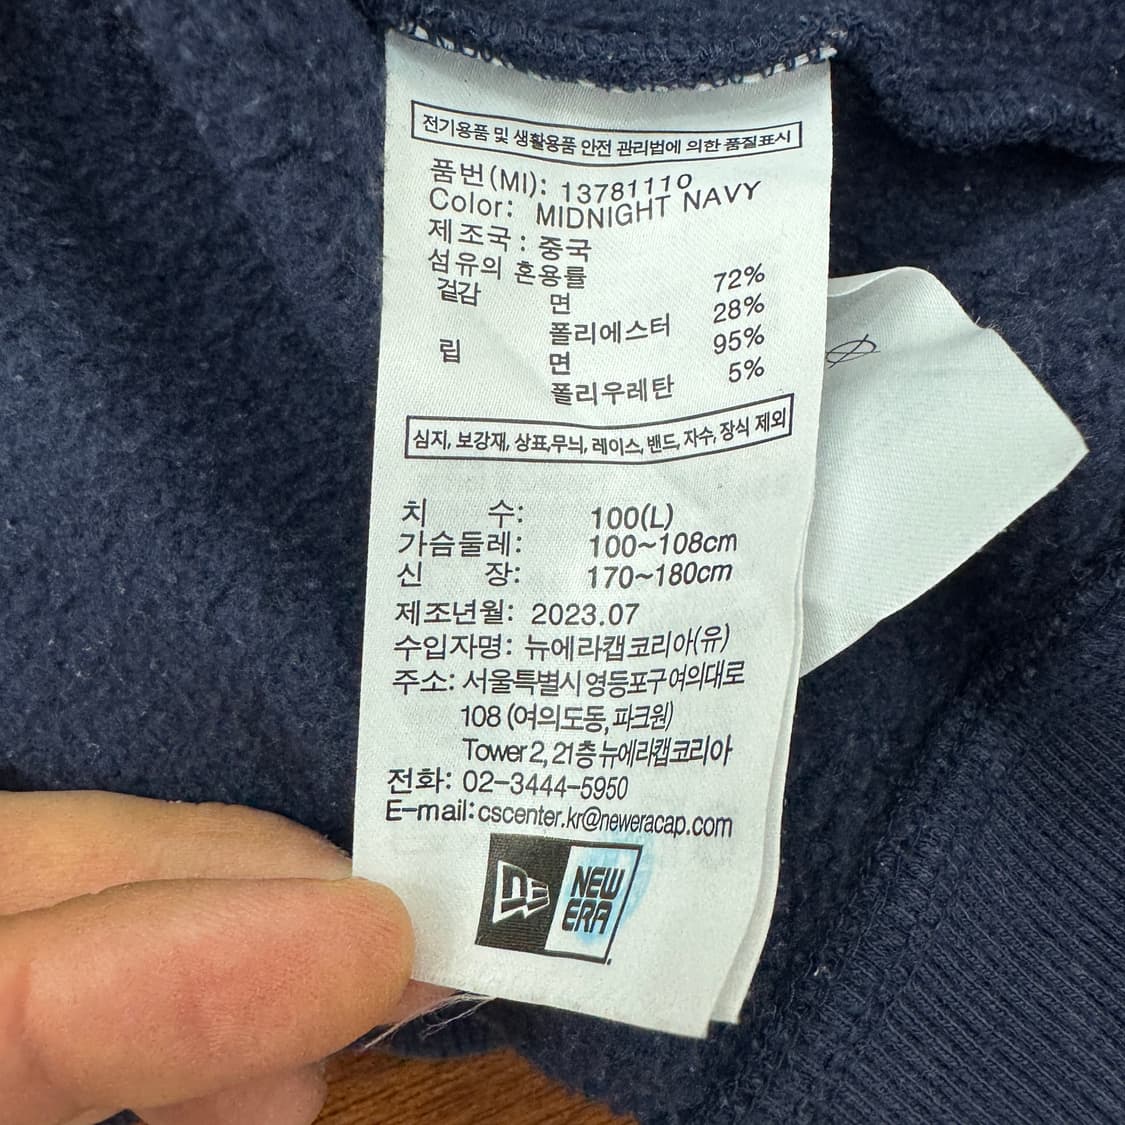 전기용품 및 생활용품 안전 관리법에 의한 품질표시
품번(MI): 13781110
Color: MIDNIGHT NAVY
제조국: 중국
섬유의 혼용률
겉감 면 72%
폴리에스터 28%
립 면 95%
폴리우레탄 5%
심지, 보강재, 상표,무늬, 레이스, 밴드, 자수, 장식 제외
치 수: 100(L)
가슴둘레: 100~108cm
신 장: 170~180cm
제조년월: 2023.07
수입자명: 뉴에라캡코리아(유)
주소: 서울특별시 영등포구 여의대로
108 (여의도동, 파크원)
Tower 2, 21층 뉴에라캡코리아
전화: 02-3444-5950
E-mail: cscenter.kr@neweracap.com
NE NEW ERA